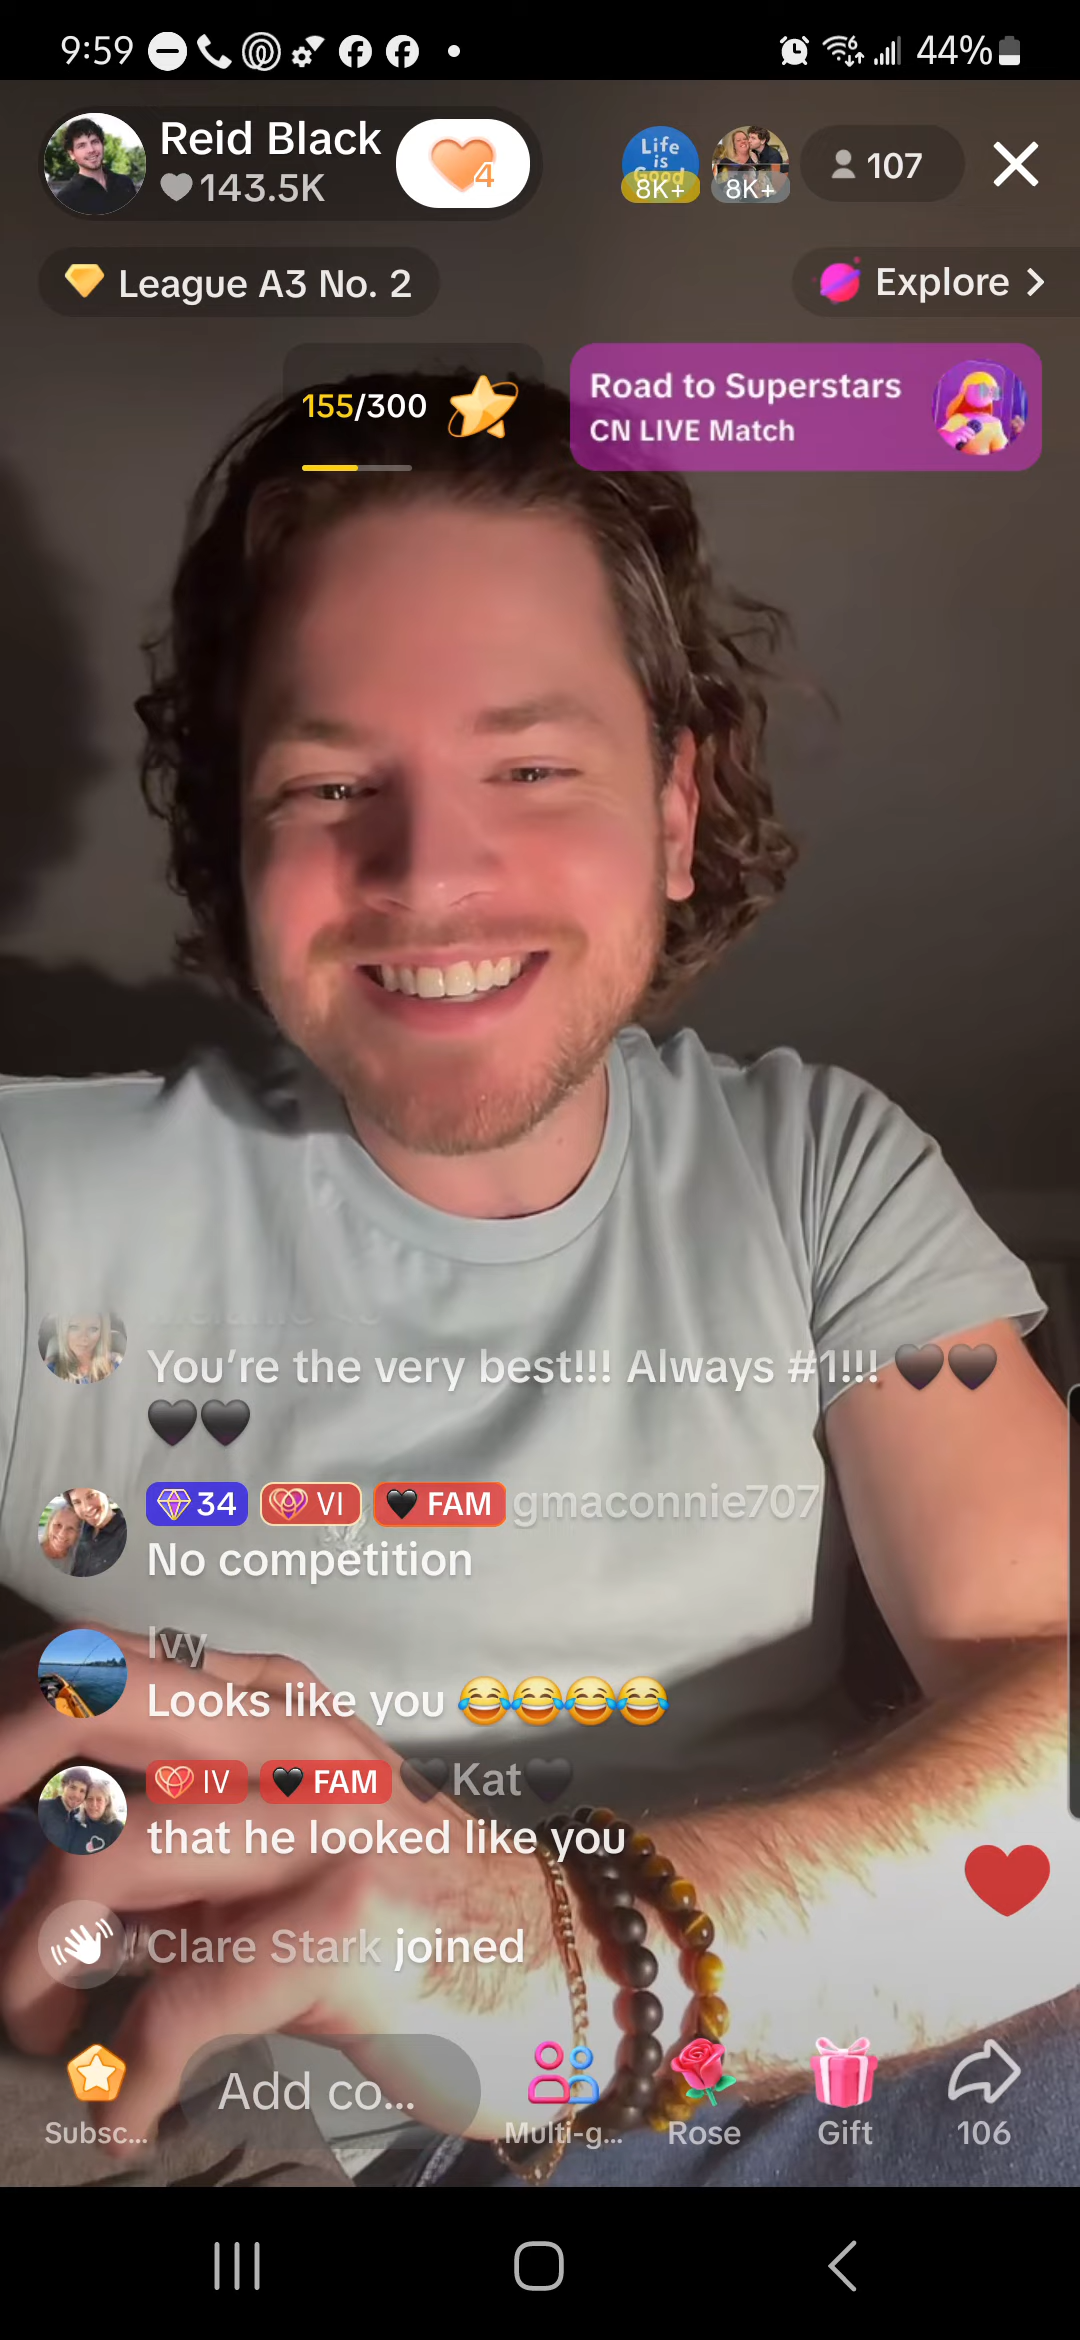 9:59
44%
Reid Black
143.5K
4
Life
is
Good
8K+
8K+
107
League A3 No. 2
Explore
155/300
Road to Superstars
CN LIVE Match
You’re the very best!!! Always #1!!! 🖤🖤
🖤🖤
34 VI 🖤 FAM gmaconnie707
No competition
Ivy
Looks like you 😂😂😂😂
IV 🖤 FAM 🖤Kat🖤
that he looked like you
Clare Stark joined
Subsc...
Add co...
Multi-g...
Rose
Gift
106